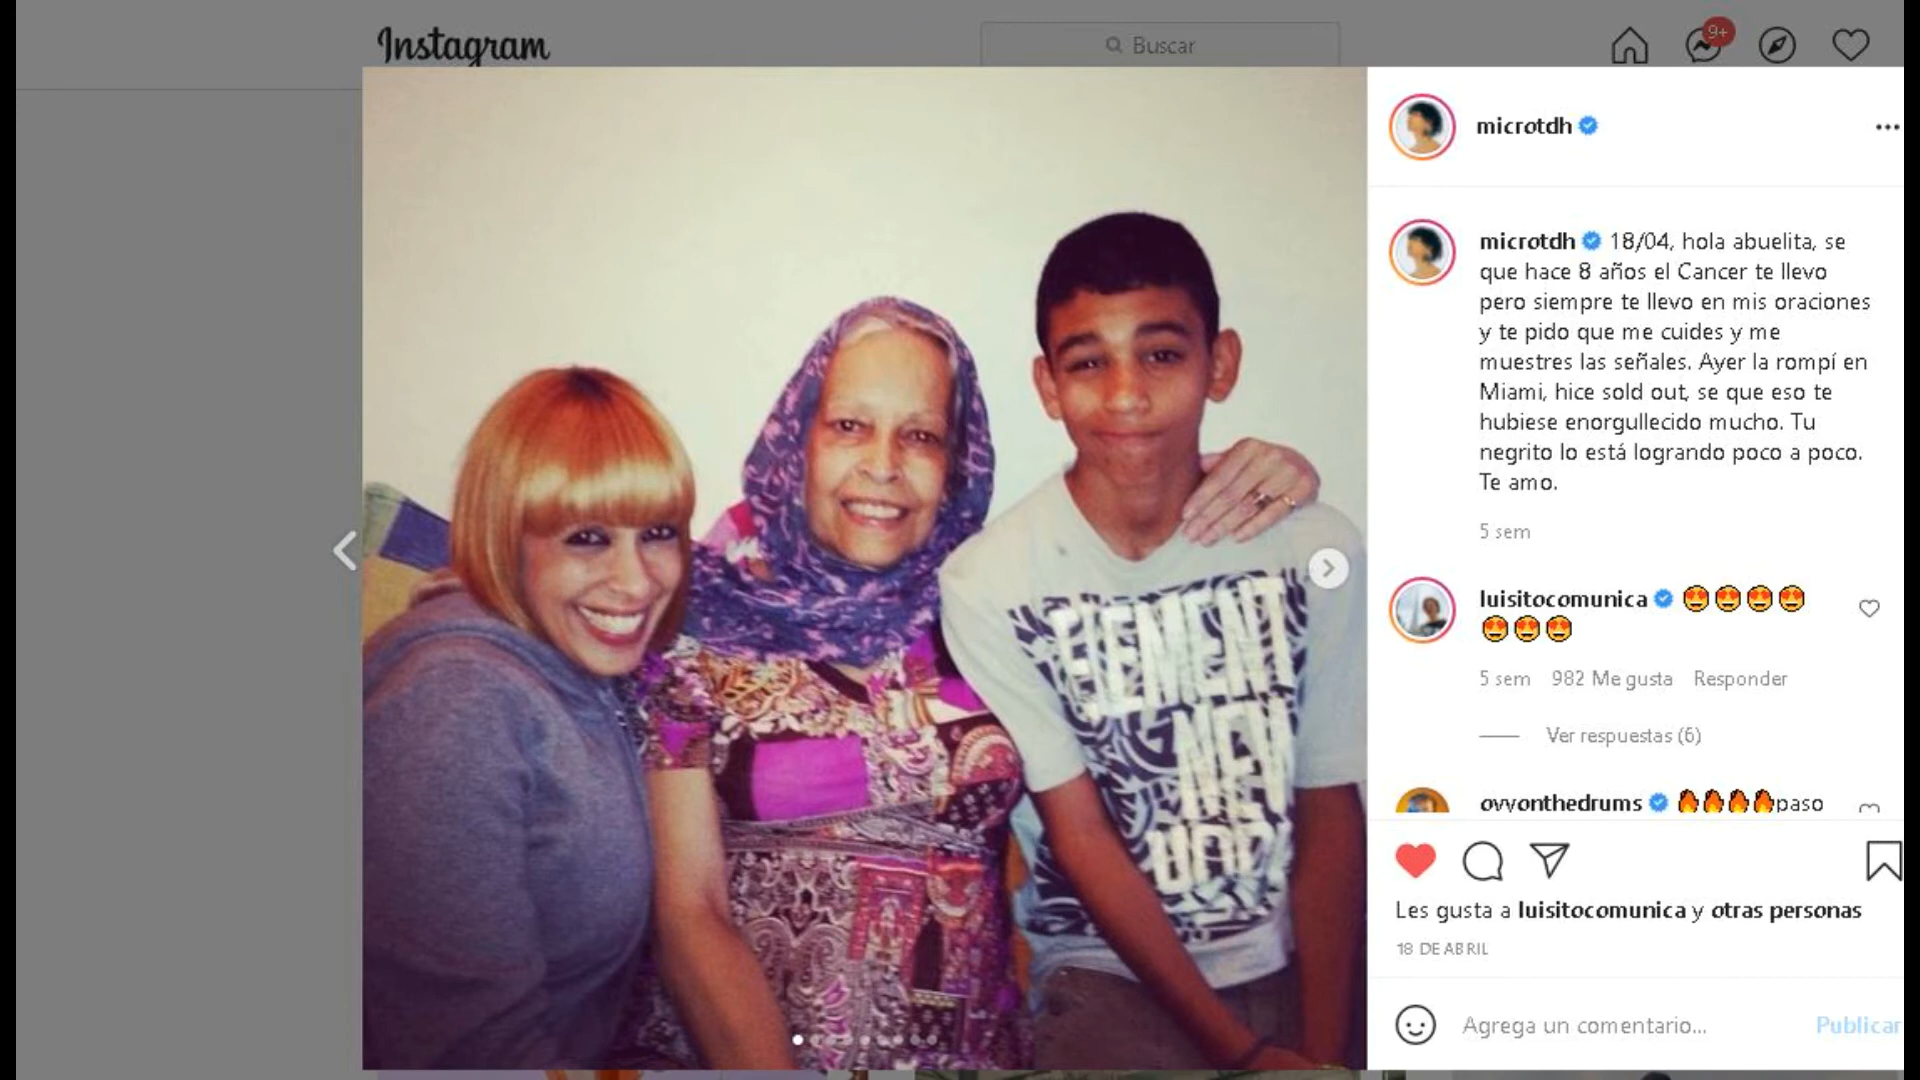 Instagram
Buscar
9+
microtdh
microtdh 18/04, hola abuelita, se
que hace 8 años el Cancer te llevo
pero siempre te llevo en mis oraciones
y te pido que me cuides y me
muestres las señales. Ayer la rompí en
Miami, hice sold out, se que eso te
hubiese enorgullecido mucho. Tu
negrito lo está logrando poco a poco.
Te amo.
5 sem
luisitocomunica 😍😍😍😍
😍😍😍
5 sem 982 Me gusta Responder
Ver respuestas (6)
ovyonthedrums 🔥🔥🔥🔥paso
Les gusta a luisitocomunica y otras personas
18 DE ABRIL
Agrega un comentario...
Publicar
ELEMENT
NEW